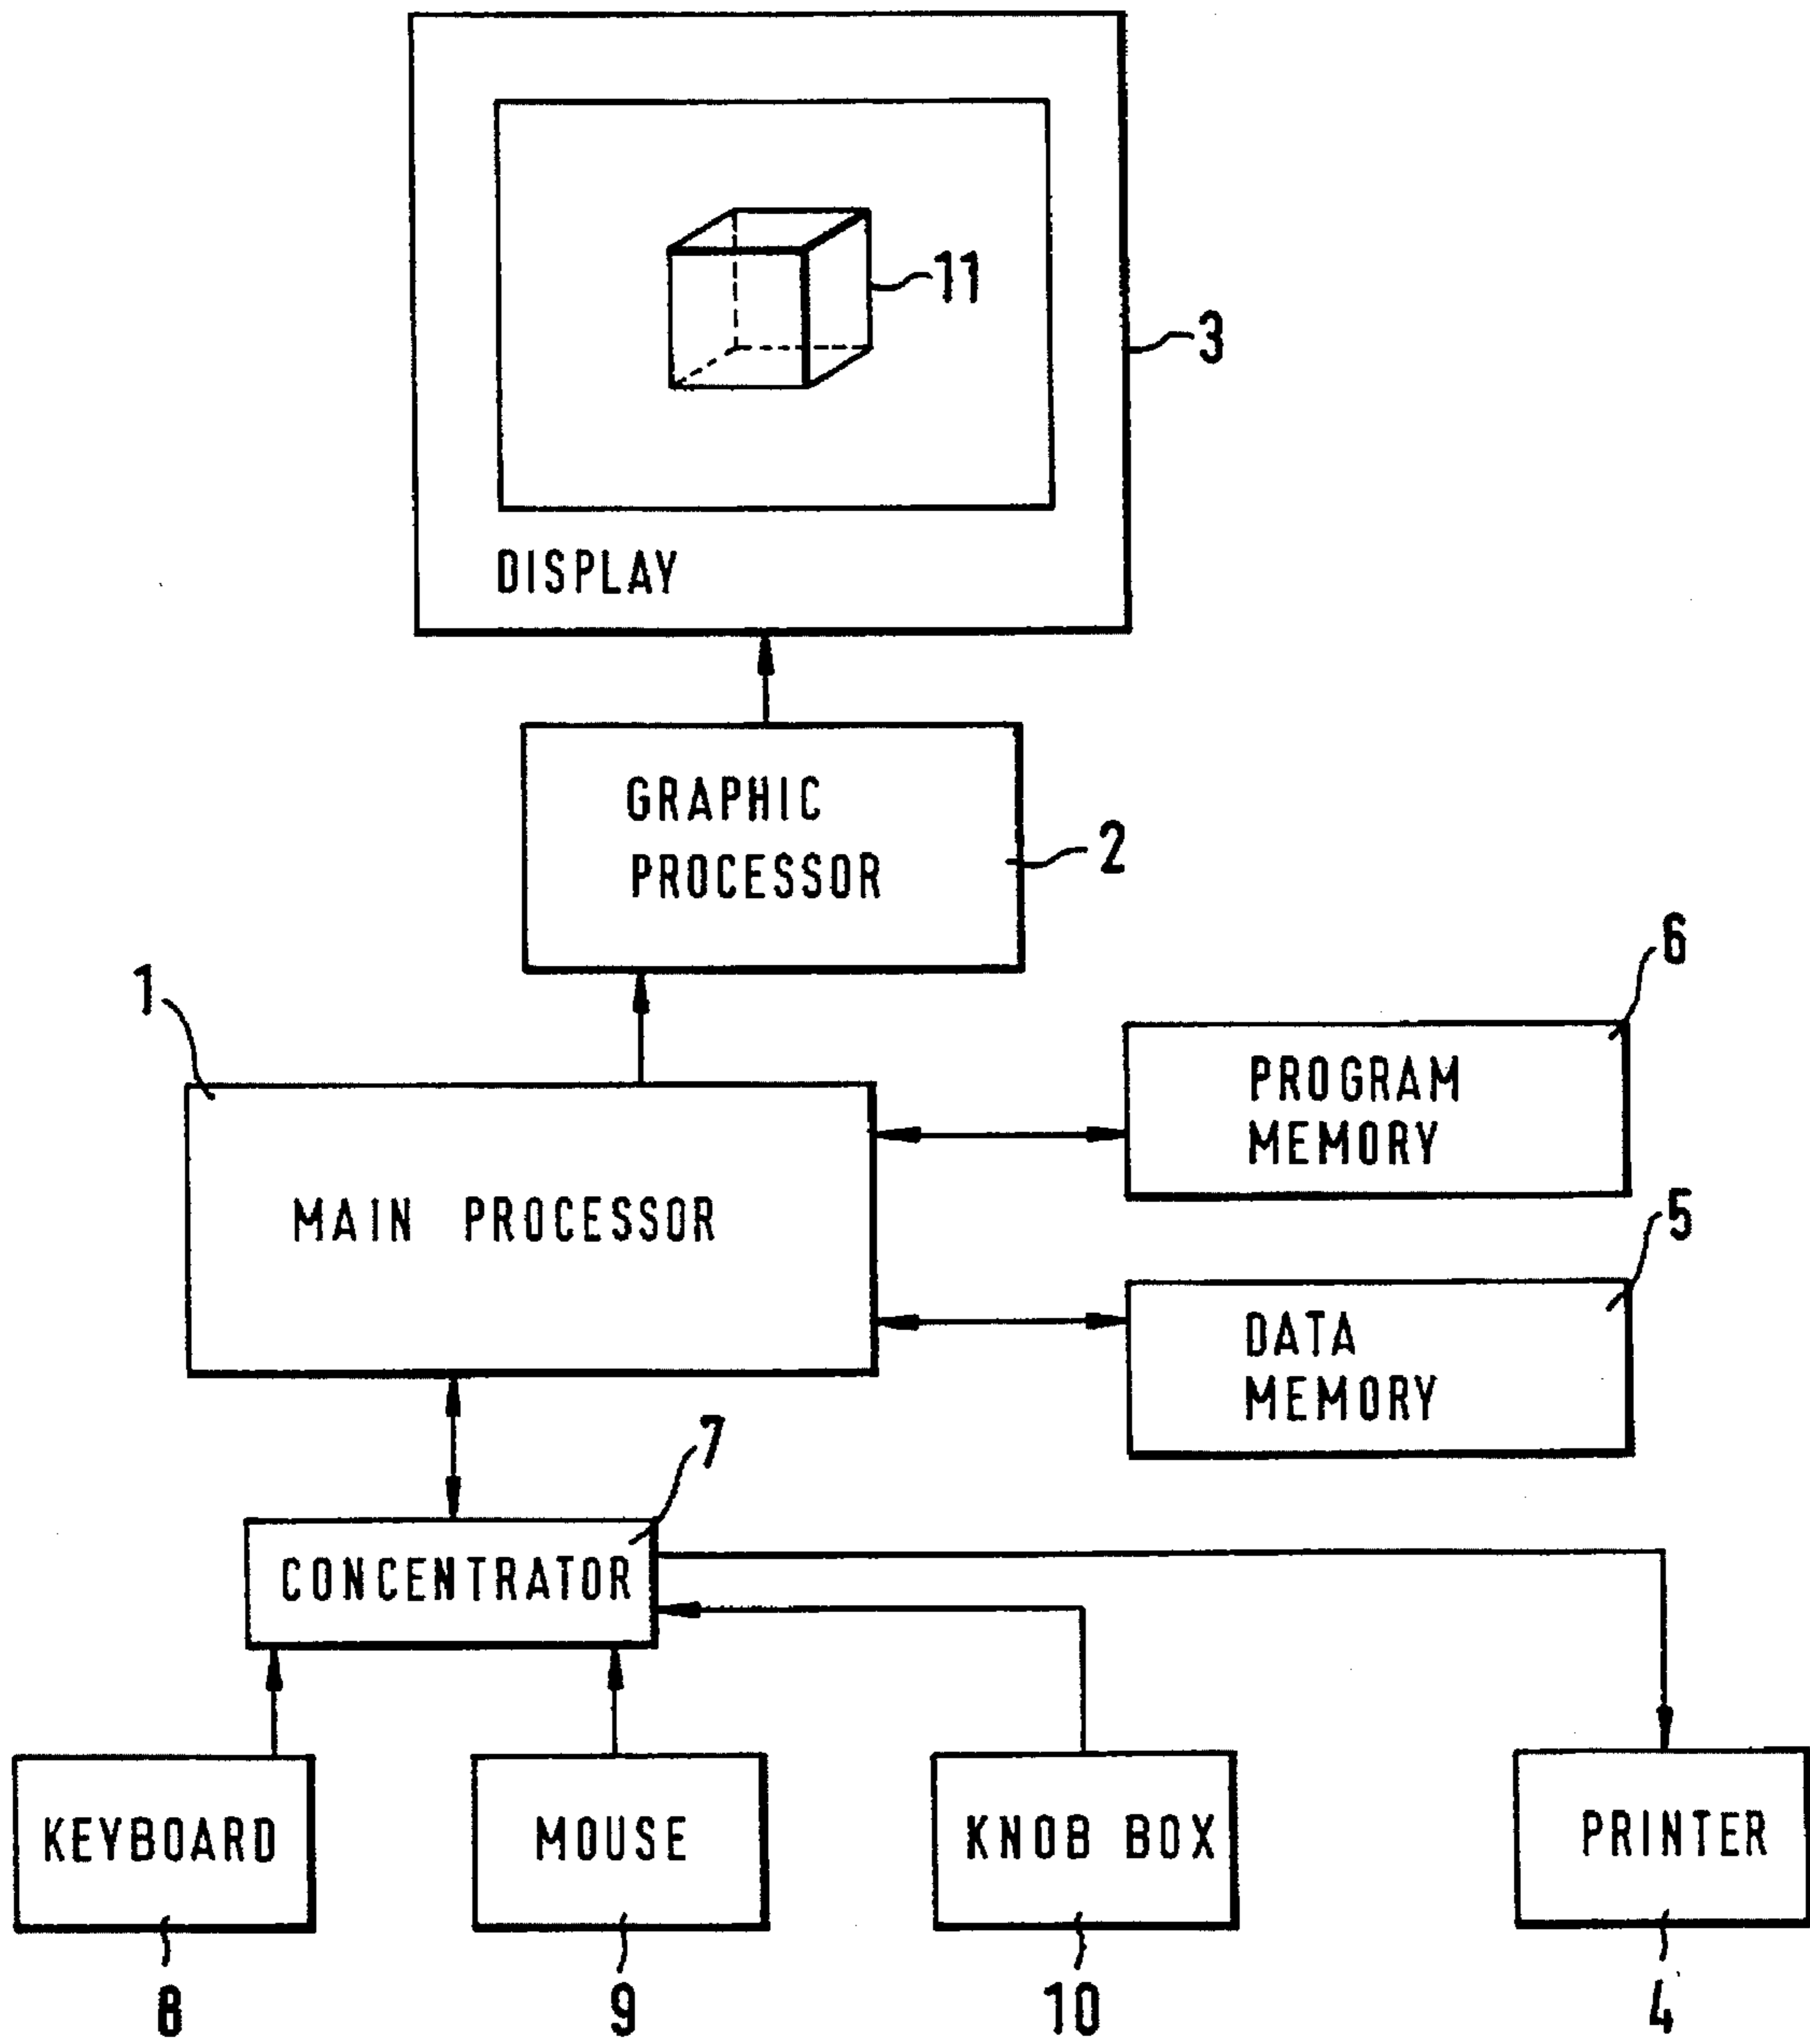 11
3
DISPLAY
GRAPHIC
PROCESSOR
2
6
1
PROGRAM
MEMORY
MAIN PROCESSOR
5
DATA
MEMORY
7
CONCENTRATOR
KEYBOARD
MOUSE
KNOB BOX
PRINTER
8
9
10
4